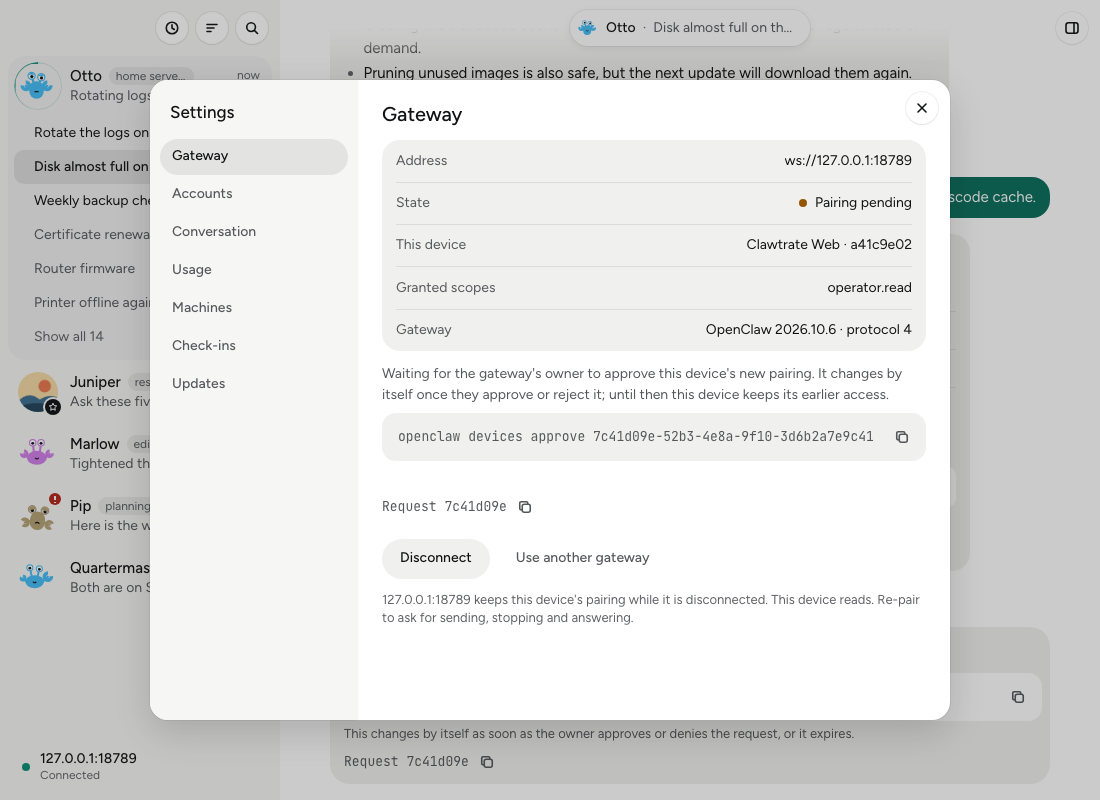 Otto · Disk almost full on th...
demand.
Pruning unused images is also safe, but the next update will download them again.
Otto home serve... now
Rotating logs
Rotate the logs on
Disk almost full on
Weekly backup che
Certificate renewa
Router firmware
Printer offline agai
Show all 14
Juniper res
Ask these fiv
Marlow edi
Tightened th
Pip planning
Here is the w
Quartermas
Both are on S
127.0.0.1:18789
Connected
Settings
Gateway
Accounts
Conversation
Usage
Machines
Check-ins
Updates
Gateway
Address ws://127.0.0.1:18789
State Pairing pending
This device Clawtrate Web · a41c9e02
Granted scopes operator.read
Gateway OpenClaw 2026.10.6 · protocol 4
Waiting for the gateway's owner to approve this device's new pairing. It changes by
itself once they approve or reject it; until then this device keeps its earlier access.
openclaw devices approve 7c41d09e-52b3-4e8a-9f10-3d6b2a7e9c41
Request 7c41d09e
Disconnect Use another gateway
127.0.0.1:18789 keeps this device's pairing while it is disconnected. This device reads. Re-pair
to ask for sending, stopping and answering.
scode cache.
This changes by itself as soon as the owner approves or denies the request, or it expires.
Request 7c41d09e